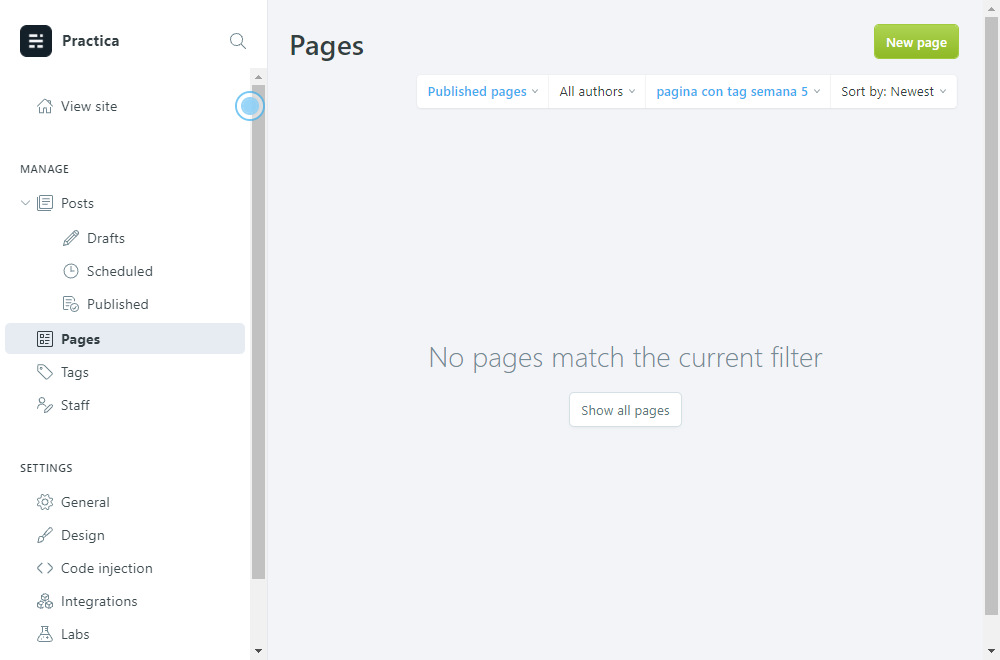 Practica
View site
MANAGE
Posts
Drafts
Scheduled
Published
Pages
Tags
Staff
SETTINGS
General
Design
Code injection
Integrations
Labs
Pages
New page
Published pages All authors pagina con tag semana 5 Sort by: Newest
No pages match the current filter
Show all pages